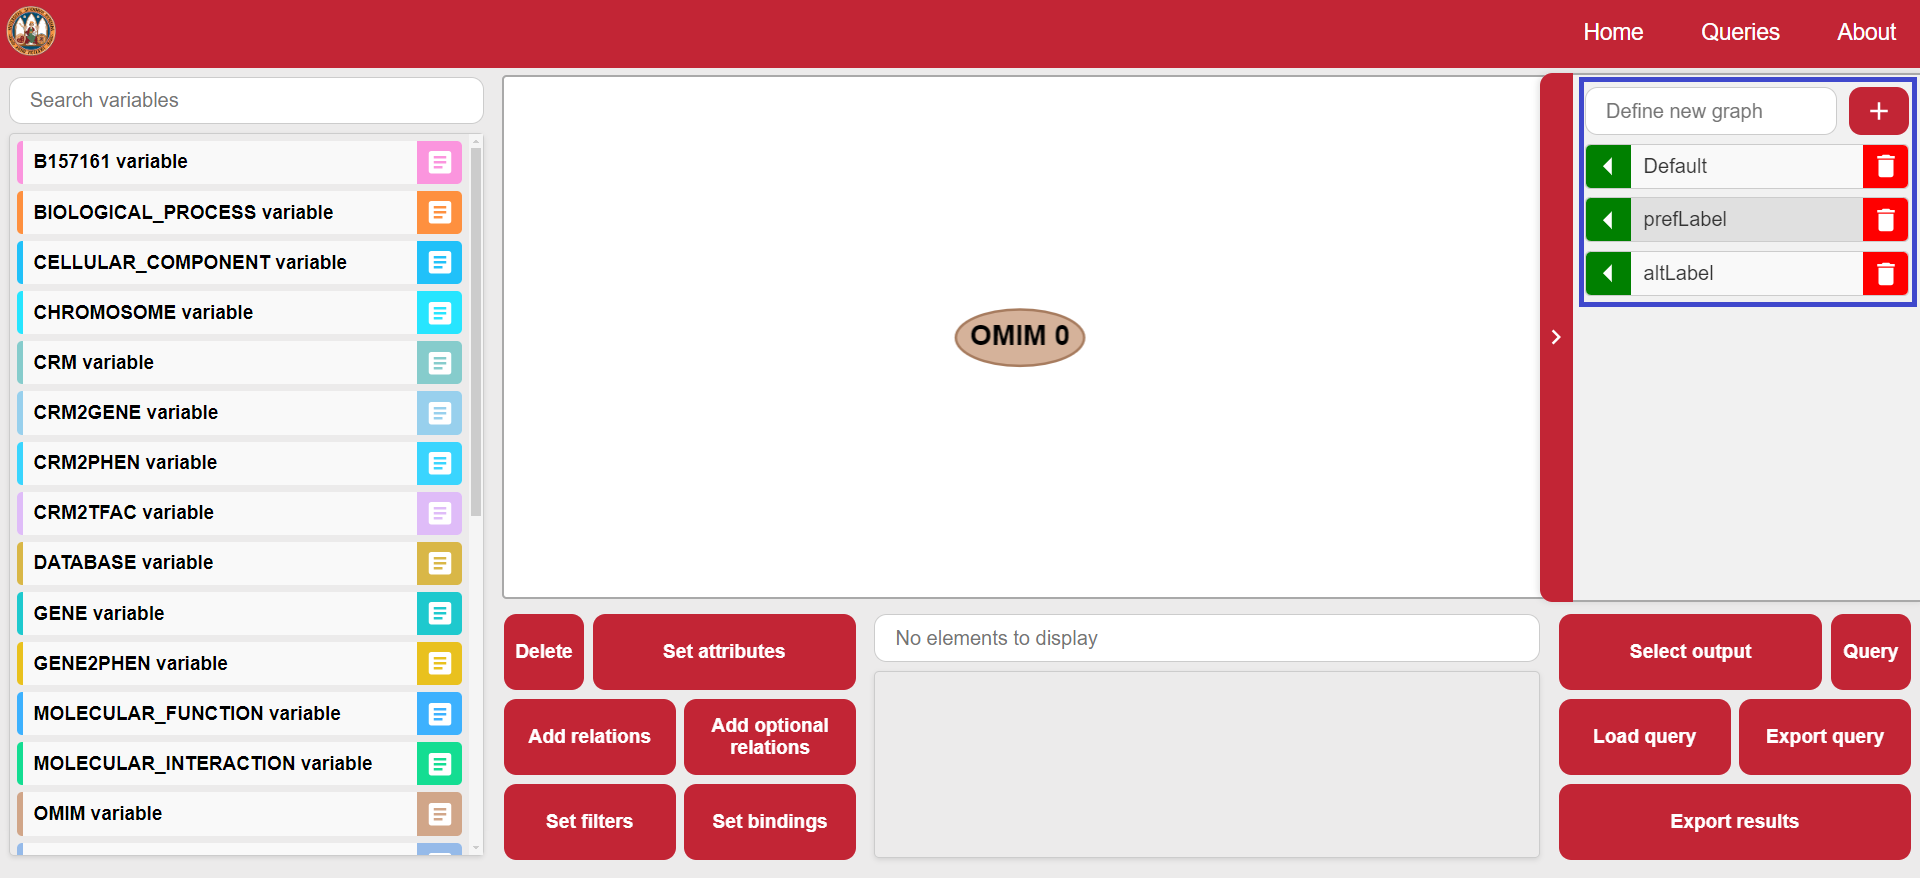 Home
Queries
About
Search variables
B157161 variable
BIOLOGICAL_PROCESS variable
CELLULAR_COMPONENT variable
CHROMOSOME variable
CRM variable
CRM2GENE variable
CRM2PHEN variable
CRM2TFAC variable
DATABASE variable
GENE variable
GENE2PHEN variable
MOLECULAR_FUNCTION variable
MOLECULAR_INTERACTION variable
OMIM variable
OMIM 0
Define new graph
Default
prefLabel
altLabel
Delete
Set attributes
Add relations
Add optional
relations
Set filters
Set bindings
No elements to display
Select output
Query
Load query
Export query
Export results